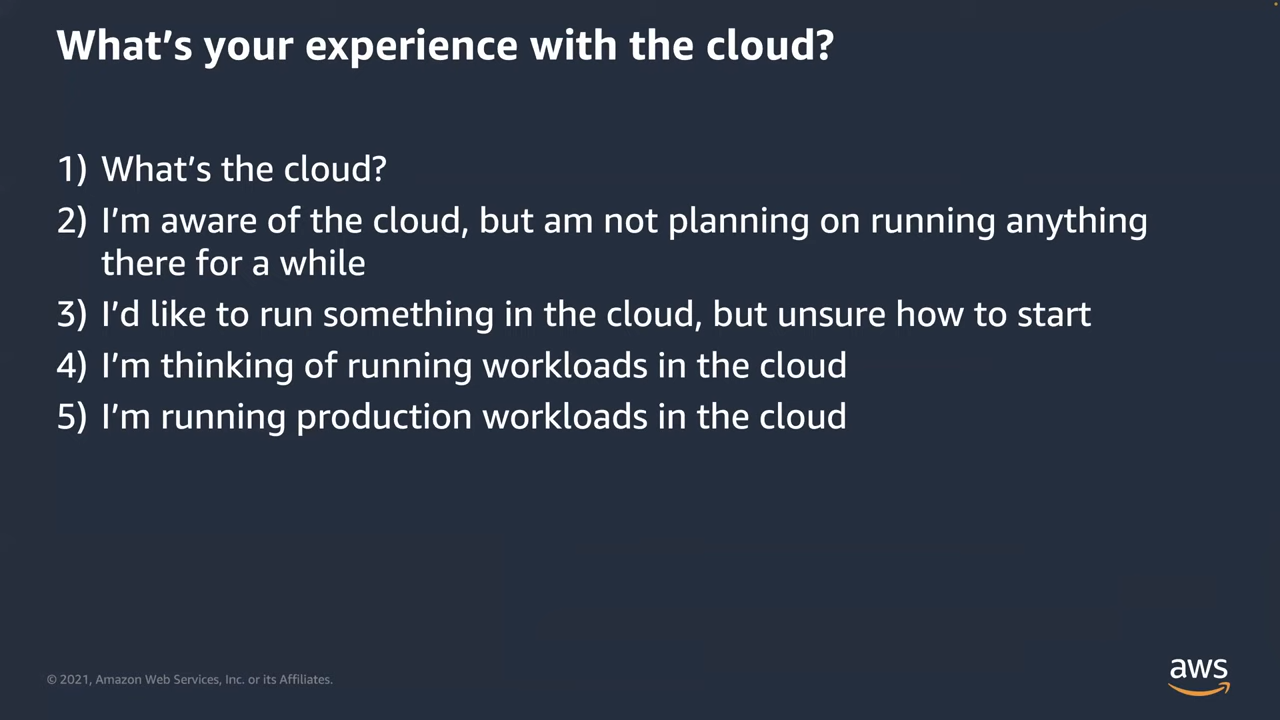 What’s your experience with the cloud?
1) What’s the cloud?
2) I’m aware of the cloud, but am not planning on running anything
there for a while
3) I’d like to run something in the cloud, but unsure how to start
4) I’m thinking of running workloads in the cloud
5) I’m running production workloads in the cloud
© 2021, Amazon Web Services, Inc. or its Affiliates.
aws